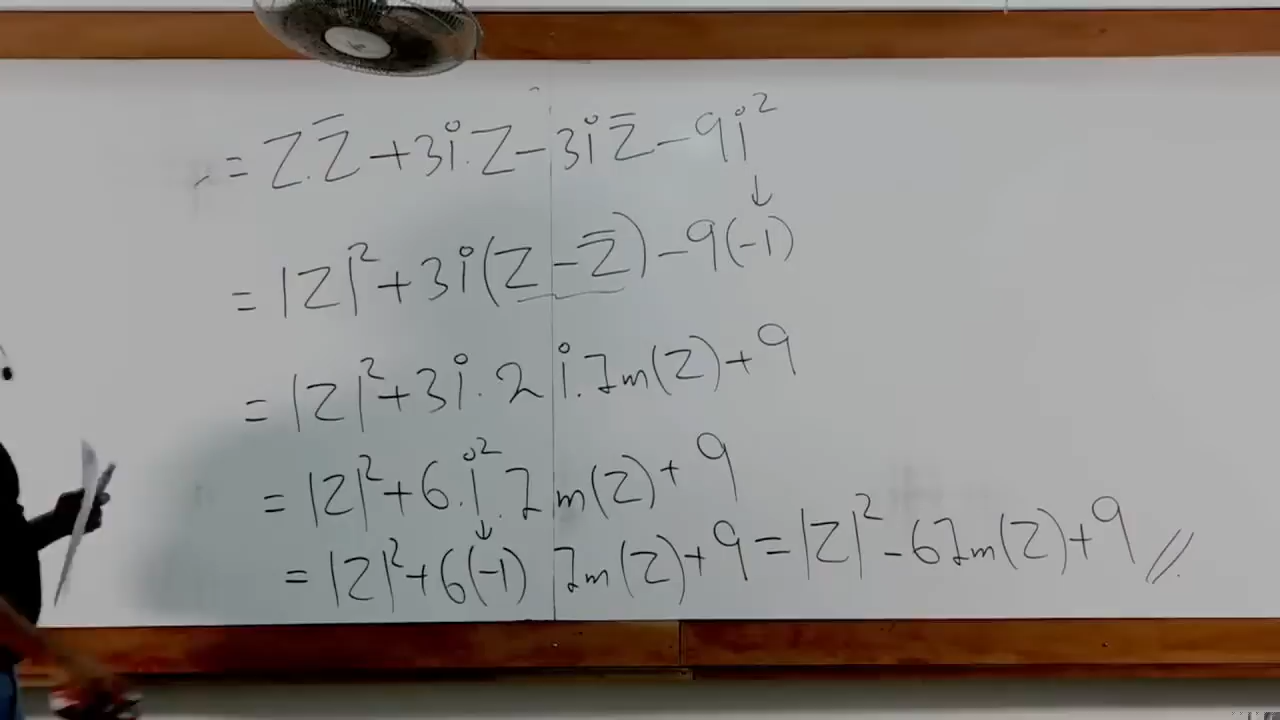 = Z.Z̅ + 3i.Z - 3iZ̅ - 9i²
↓
= |Z|² + 3i(Z - Z̅) - 9(-1)
= |Z|² + 3i.2i.Im(Z) + 9
= |Z|² + 6.i².Im(Z) + 9
↓
= |Z|² + 6(-1) Im(Z) + 9 = |Z|² - 6Im(Z) + 9 //.